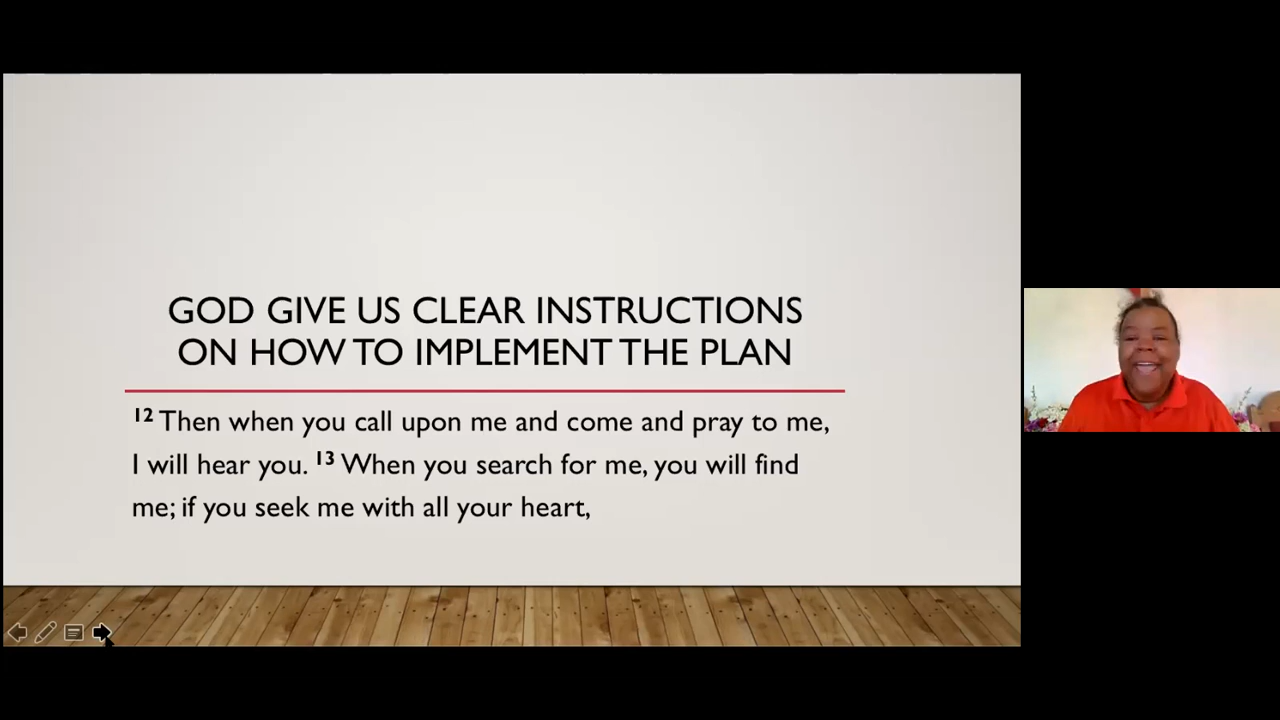 GOD GIVE US CLEAR INSTRUCTIONS
ON HOW TO IMPLEMENT THE PLAN
12 Then when you call upon me and come and pray to me,
I will hear you. 13 When you search for me, you will find
me; if you seek me with all your heart,